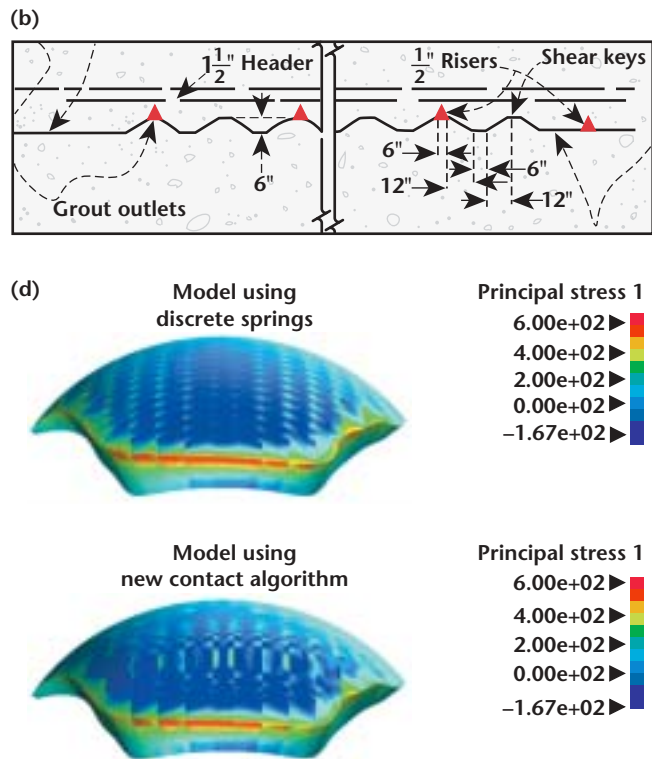 (b)
1 1/2" Header
1/2" Risers
Shear keys
6"
6"
6"
12"
12"
Grout outlets
(d)
Model using
discrete springs
Principal stress 1
6.00e+02
4.00e+02
2.00e+02
0.00e+02
−1.67e+02
Model using
new contact algorithm
Principal stress 1
6.00e+02
4.00e+02
2.00e+02
0.00e+02
−1.67e+02